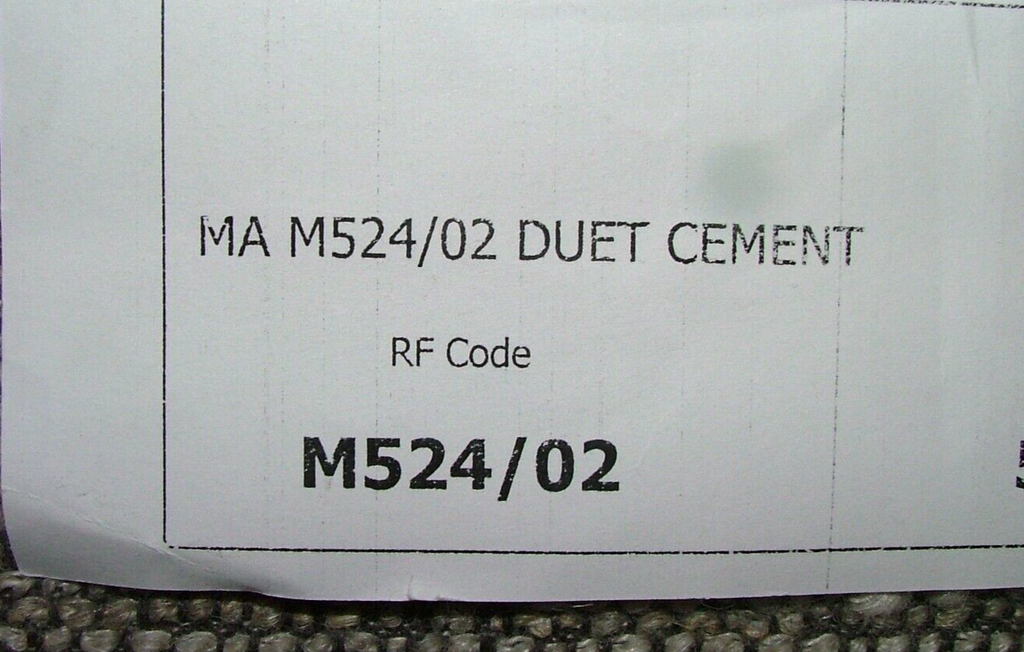 MA M524/02 DUET CEMENT
RF Code
M524/02